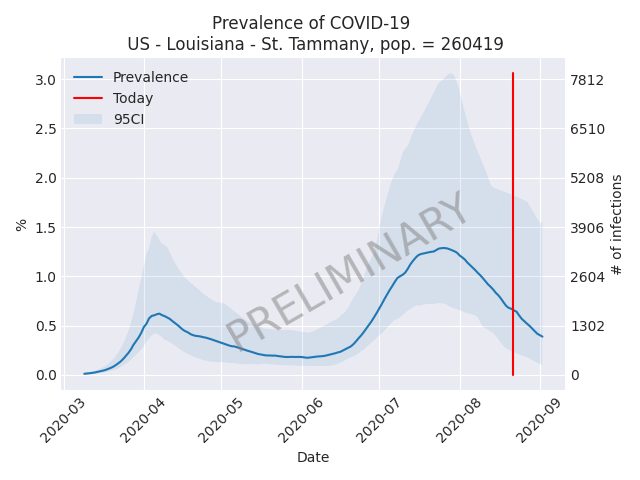 Prevalence of COVID-19
US - Louisiana - St. Tammany, pop. = 260419
Prevalence
Today
95CI
PRELIMINARY
3.0
2.5
2.0
1.5
1.0
0.5
0.0
%
7812
6510
5208
3906
2604
1302
0
# of infections
2020-03
2020-04
2020-05
2020-06
2020-07
2020-08
2020-09
Date